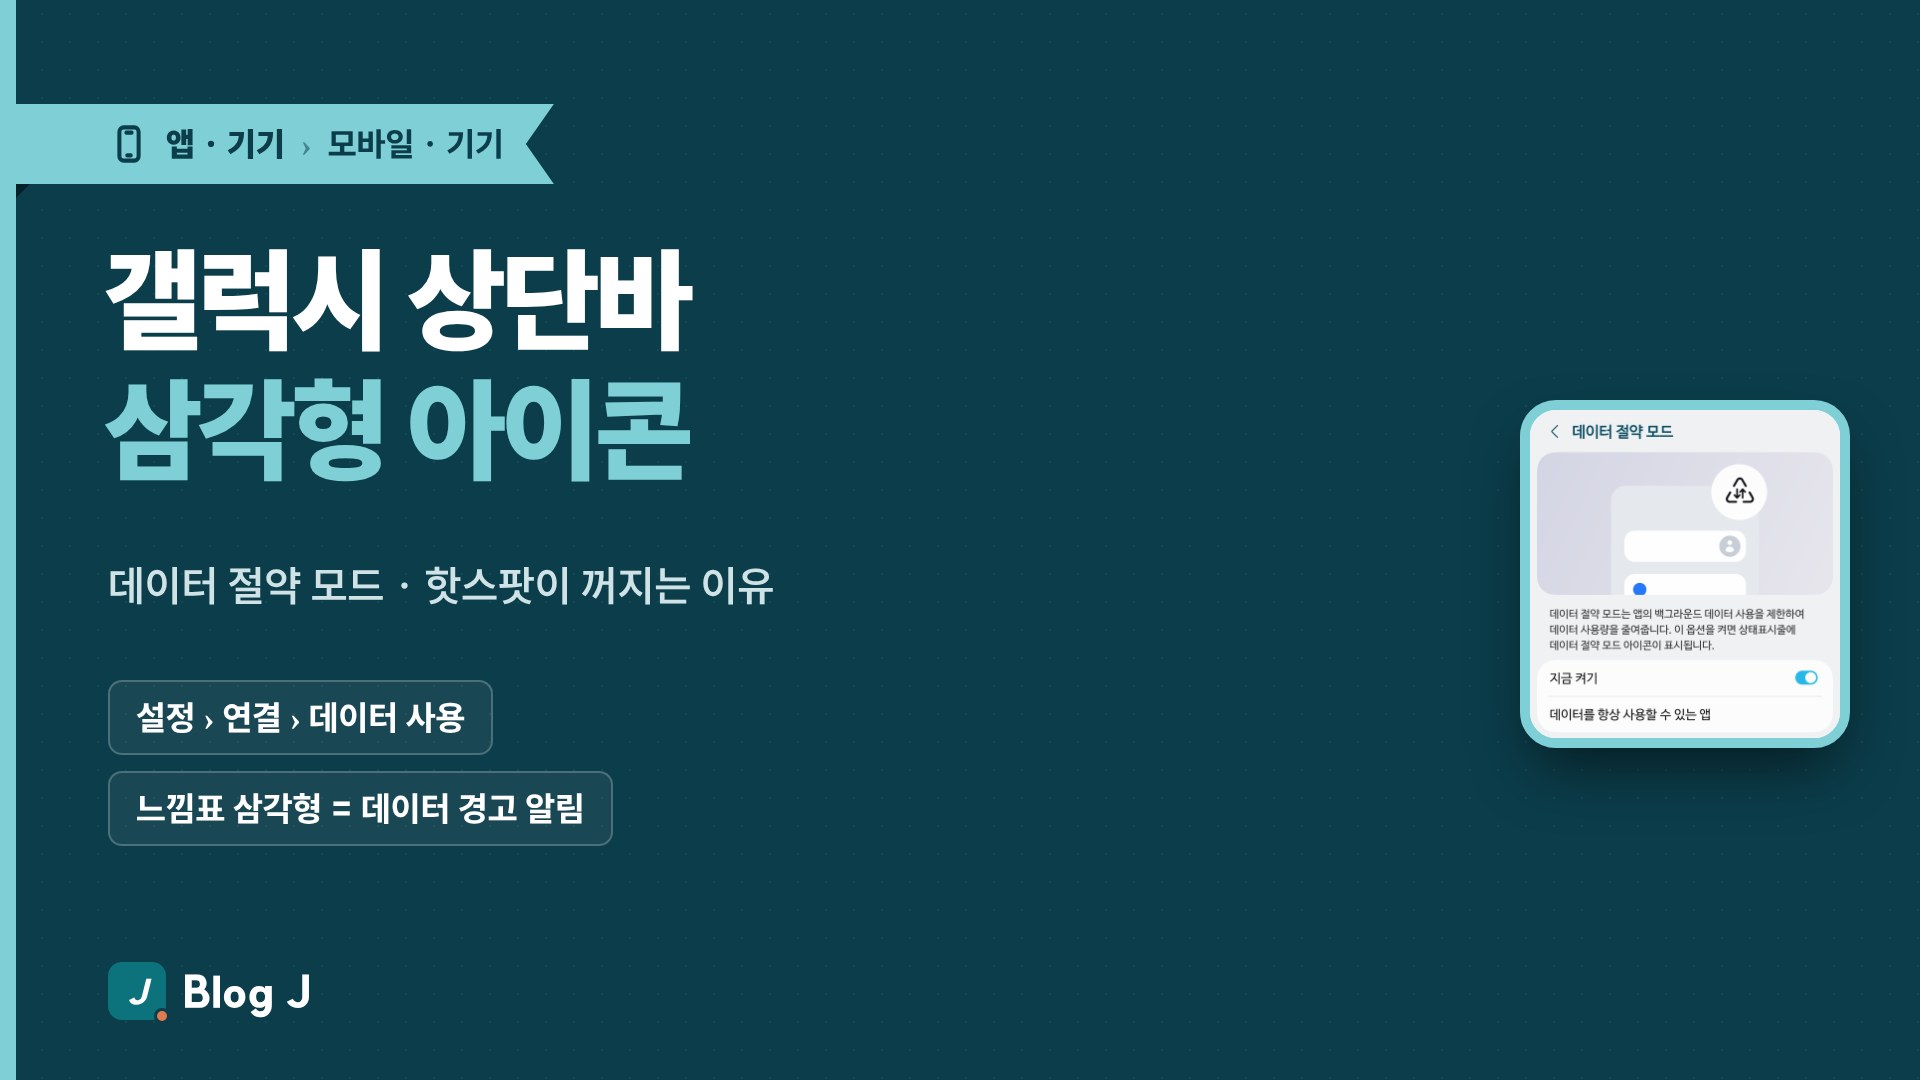 앱 · 기기 › 모바일 · 기기
갤럭시 상단바
삼각형 아이콘
데이터 절약 모드 · 핫스팟이 꺼지는 이유
설정 › 연결 › 데이터 사용
느낌표 삼각형 = 데이터 경고 알림
J Blog J
데이터 절약 모드
데이터 절약 모드는 앱의 백그라운드 데이터 사용을 제한하여
데이터 사용량을 줄여줍니다. 이 옵션을 켜면 상태표시줄에
데이터 절약 모드 아이콘이 표시됩니다.
지금 켜기
데이터를 항상 사용할 수 있는 앱